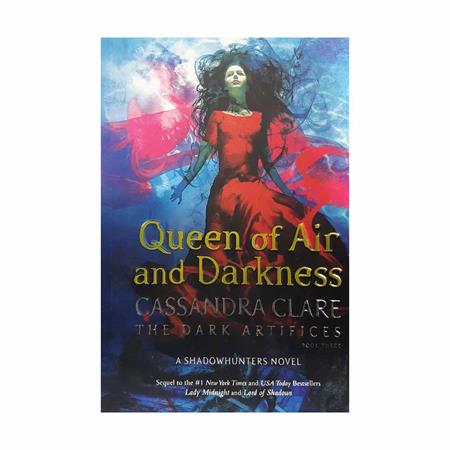 Queen of Air
and Darkness
CASSANDRA CLARE
THE DARK ARTIFICES
BOOK THREE
A SHADOWHUNTERS NOVEL
Sequel to the #1 New York Times and USA Today Bestsellers
Lady Midnight and Lord of Shadows